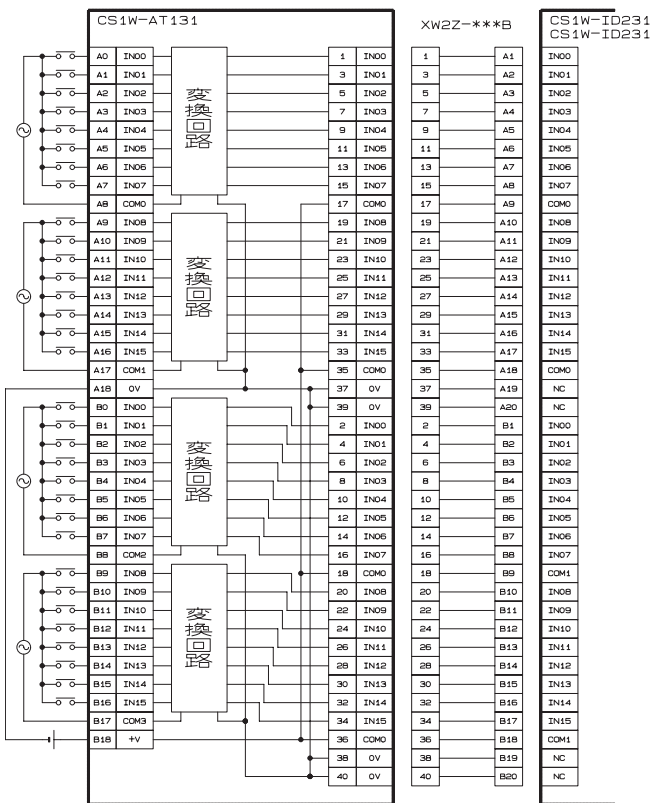 CS1W-AT131 XW2Z-***B CS1W-ID231
CS1W-ID231
A0 IN00 1 IN00 1 A1 IN00
A1 IN01 3 IN01 3 A2 IN01
A2 IN02 5 IN02 5 A3 IN02
A3 IN03 7 IN03 7 A4 IN03
A4 IN04 9 IN04 9 A5 IN04
A5 IN05 11 IN05 11 A6 IN05
A6 IN06 13 IN06 13 A7 IN06
A7 IN07 15 IN07 15 A8 IN07
変換回路
A8 COM0 17 COM0 17 A9 COM0
A9 IN08 19 IN08 19 A10 IN08
A10 IN09 21 IN09 21 A11 IN09
A11 IN10 23 IN10 23 A12 IN10
A12 IN11 25 IN11 25 A13 IN11
A13 IN12 27 IN12 27 A14 IN12
A14 IN13 29 IN13 29 A15 IN13
A15 IN14 31 IN14 31 A16 IN14
A16 IN15 33 IN15 33 A17 IN15
変換回路
A17 COM1 35 COM0 35 A18 COM0
A18 0V 37 0V 37 A19 NC
39 0V 39 A20 NC
B0 IN00 2 IN00 2 B1 IN00
B1 IN01 4 IN01 4 B2 IN01
B2 IN02 6 IN02 6 B3 IN02
B3 IN03 8 IN03 8 B4 IN03
B4 IN04 10 IN04 10 B5 IN04
B5 IN05 12 IN05 12 B6 IN05
B6 IN06 14 IN06 14 B7 IN06
B7 IN07 16 IN07 16 B8 IN07
変換回路
B8 COM2 18 COM0 18 B9 COM1
B9 IN08 20 IN08 20 B10 IN08
B10 IN09 22 IN09 22 B11 IN09
B11 IN10 24 IN10 24 B12 IN10
B12 IN11 26 IN11 26 B13 IN11
B13 IN12 28 IN12 28 B14 IN12
B14 IN13 30 IN13 30 B15 IN13
B15 IN14 32 IN14 32 B16 IN14
B16 IN15 34 IN15 34 B17 IN15
変換回路
B17 COM3 36 COM0 36 B18 COM1
B18 +V 38 0V 38 B19 NC
40 0V 40 B20 NC